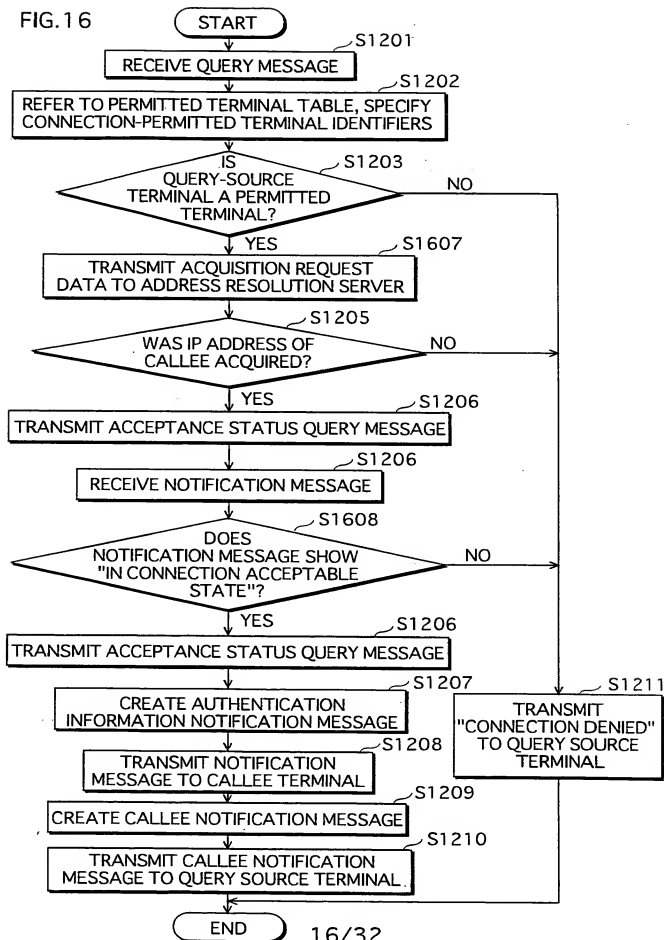 FIG.16
START
S1201
RECEIVE QUERY MESSAGE
S1202
REFER TO PERMITTED TERMINAL TABLE, SPECIFY
CONNECTION-PERMITTED TERMINAL IDENTIFIERS
S1203
IS
QUERY-SOURCE
TERMINAL A PERMITTED
TERMINAL?
NO
YES
S1607
TRANSMIT ACQUISITION REQUEST
DATA TO ADDRESS RESOLUTION SERVER
S1205
WAS IP ADDRESS OF
CALLEE ACQUIRED?
NO
YES
S1206
TRANSMIT ACCEPTANCE STATUS QUERY MESSAGE
S1206
RECEIVE NOTIFICATION MESSAGE
S1608
DOES
NOTIFICATION MESSAGE SHOW
"IN CONNECTION ACCEPTABLE
STATE"?
NO
YES
S1206
TRANSMIT ACCEPTANCE STATUS QUERY MESSAGE
S1207
CREATE AUTHENTICATION
INFORMATION NOTIFICATION MESSAGE
S1208
TRANSMIT NOTIFICATION
MESSAGE TO CALLEE TERMINAL
S1209
CREATE CALLEE NOTIFICATION MESSAGE
S1210
TRANSMIT CALLEE NOTIFICATION
MESSAGE TO QUERY SOURCE TERMINAL
S1211
TRANSMIT
"CONNECTION DENIED"
TO QUERY SOURCE
TERMINAL
END
16/32